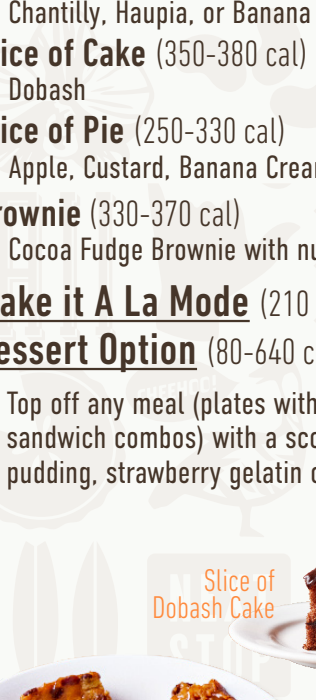 Chantilly, Haupia, or Banana
ice of Cake (350-380 cal)
Dobash
ice of Pie (250-330 cal)
Apple, Custard, Banana Crea
rownie (330-370 cal)
Cocoa Fudge Brownie with nu
ake it A La Mode (210
essert Option (80-640 c
Top off any meal (plates with
sandwich combos) with a sco
pudding, strawberry gelatin o
Slice of
Dobash Cake
STOP